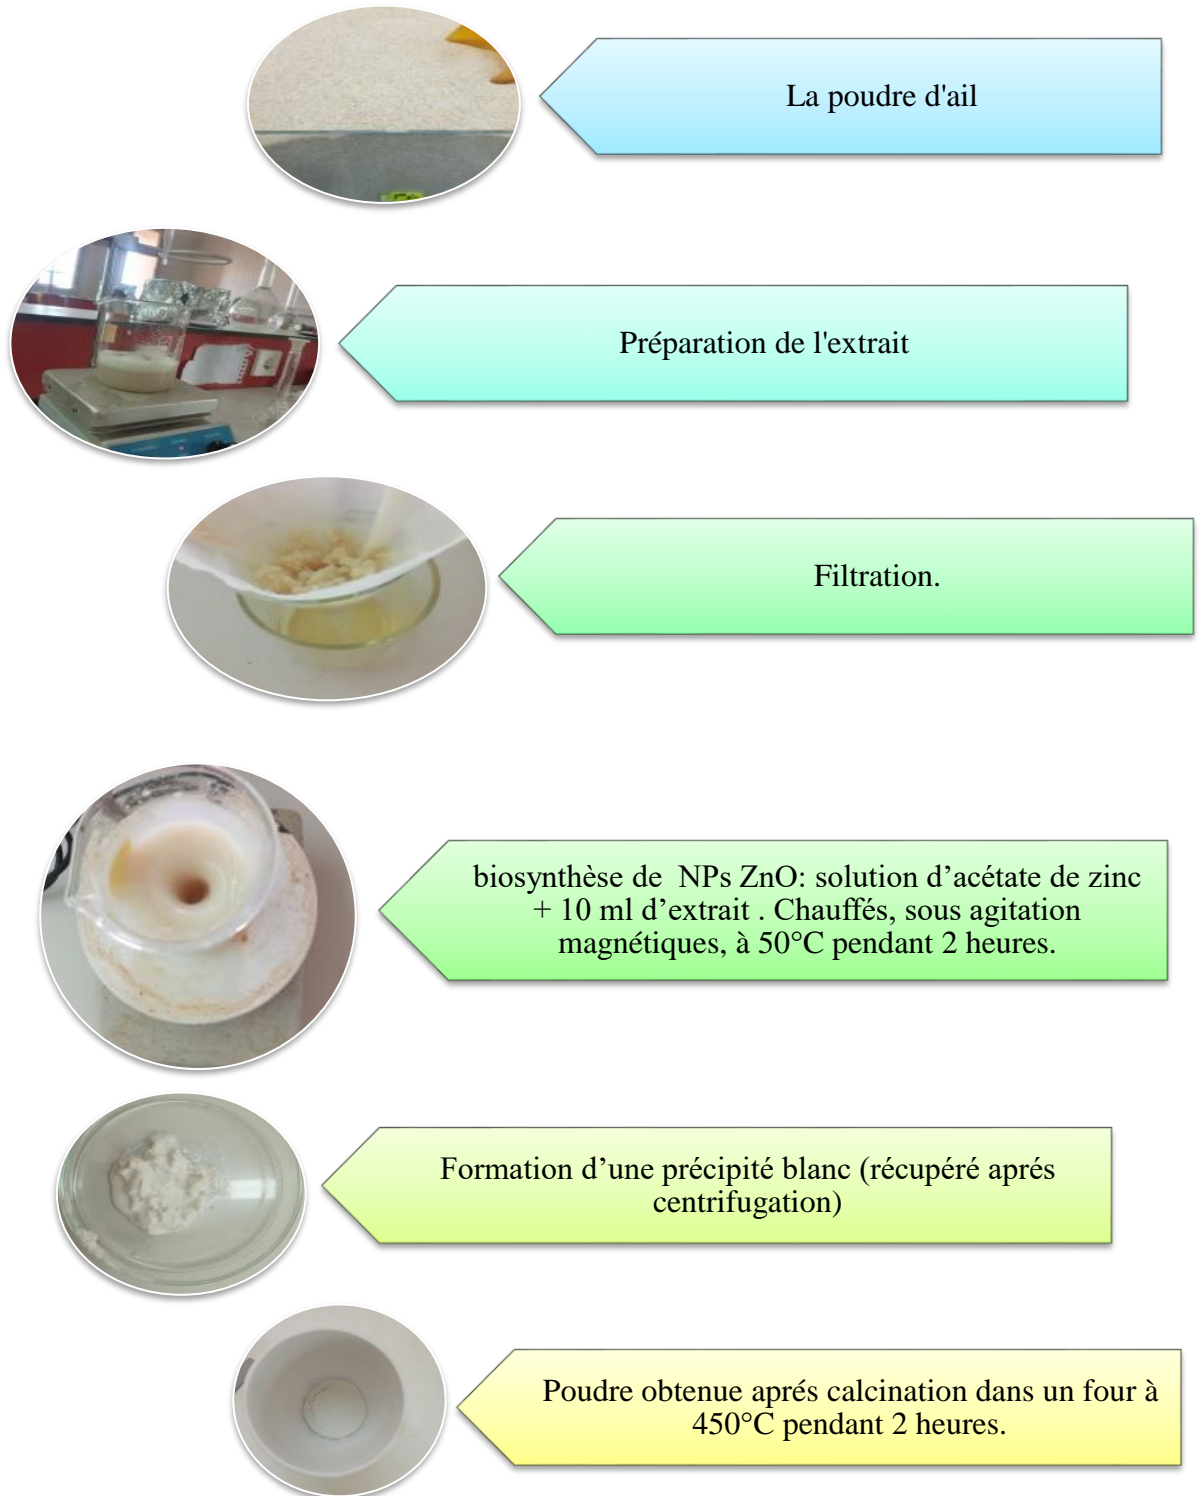 La poudre d'ail
Préparation de l'extrait
Filtration.
biosynthèse de  NPs ZnO: solution d’acétate de zinc
+ 10 ml d’extrait . Chauffés, sous agitation
magnétiques, à 50°C pendant 2 heures.
Formation d’une précipité blanc (récupéré aprés
centrifugation)
Poudre obtenue aprés calcination dans un four à
450°C pendant 2 heures.